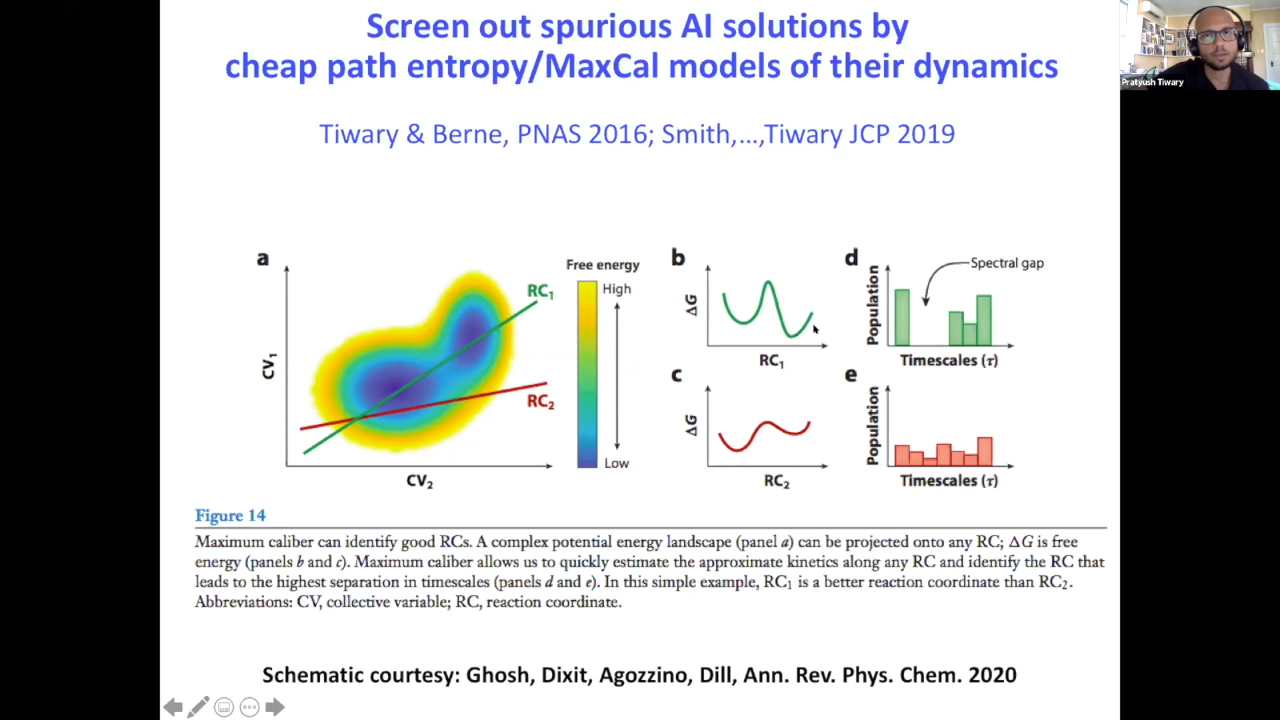 Screen out spurious AI solutions by
cheap path entropy/MaxCal models of their dynamics
Pratyush Tiwary
Tiwary & Berne, PNAS 2016; Smith,...,Tiwary JCP 2019
a
CV₁
CV₂
RC₁
RC₂
Free energy
High
Low
b
ΔG
RC₁
c
ΔG
RC₂
d
Population
Spectral gap
Timescales (τ)
e
Population
Timescales (τ)
Figure 14
Maximum caliber can identify good RCs. A complex potential energy landscape (panel a) can be projected onto any RC; ΔG is free
energy (panels b and c). Maximum caliber allows us to quickly estimate the approximate kinetics along any RC and identify the RC that
leads to the highest separation in timescales (panels d and e). In this simple example, RC₁ is a better reaction coordinate than RC₂.
Abbreviations: CV, collective variable; RC, reaction coordinate.
Schematic courtesy: Ghosh, Dixit, Agozzino, Dill, Ann. Rev. Phys. Chem. 2020